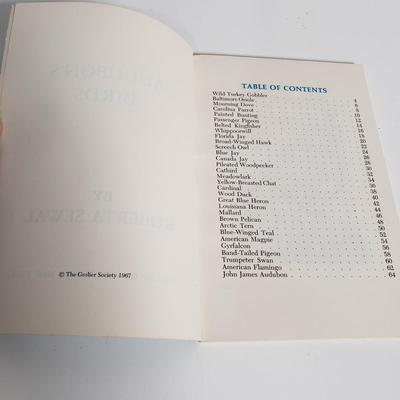 TABLE OF CONTENTS
Wild Turkey Gobbler 4
Baltimore Oriole 6
Mourning Dove 8
Carolina Parrot 10
Painted Bunting 12
Passenger Pigeon 14
Belted Kingfisher 16
Whippoorwill 18
Florida Jay 20
Broad-Winged Hawk 22
Screech Owl 24
Blue Jay 26
Canada Jay 28
Pileated Woodpecker 30
Catbird 32
Meadowlark 34
Yellow-Breasted Chat 36
Cardinal 38
Wood Duck 40
Great Blue Heron 42
Louisiana Heron 44
Mallard 46
Brown Pelican 48
Arctic Tern 50
Blue-Winged Teal 52
American Magpie 54
Gyrfalcon 56
Band-Tailed Pigeon 58
Trumpeter Swan 60
American Flamingo 62
John James Audubon 64
© The Grolier Society 1967